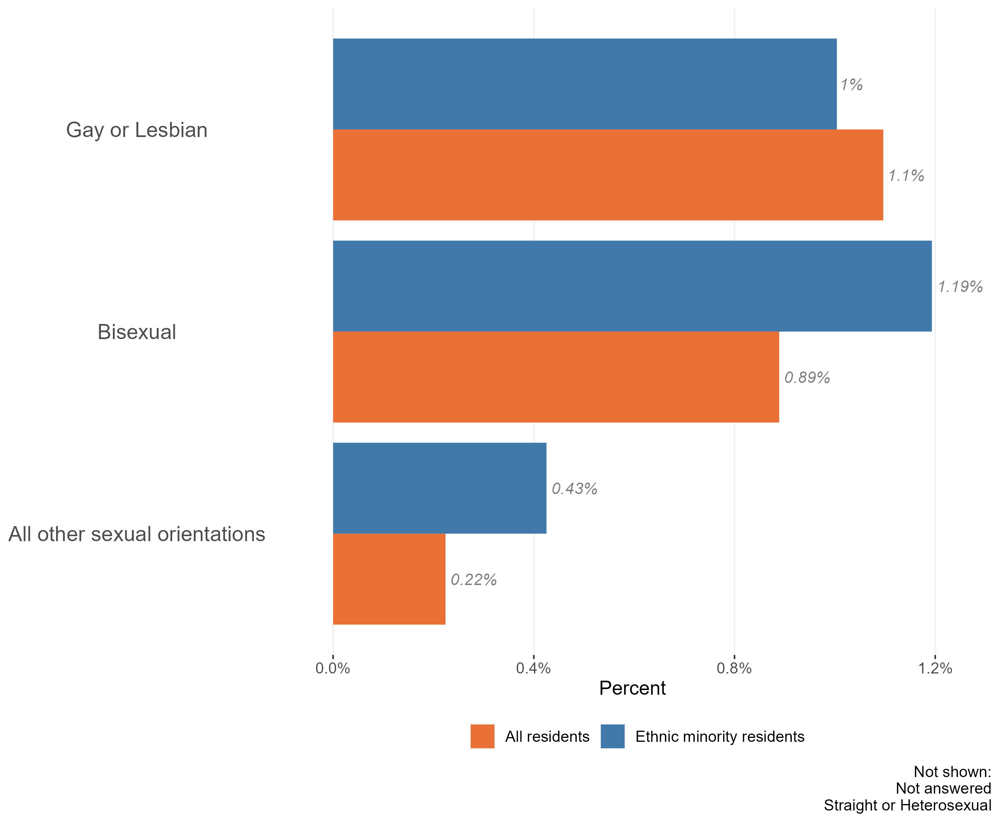 1%
Gay or Lesbian
1.1%
1.19%
Bisexual
0.89%
0.43%
All other sexual orientations
0.22%
0.0%
0.4%
0.8%
1.2%
Percent
All residents
Ethnic minority residents
Not shown:
Not answered
Straight or Heterosexual